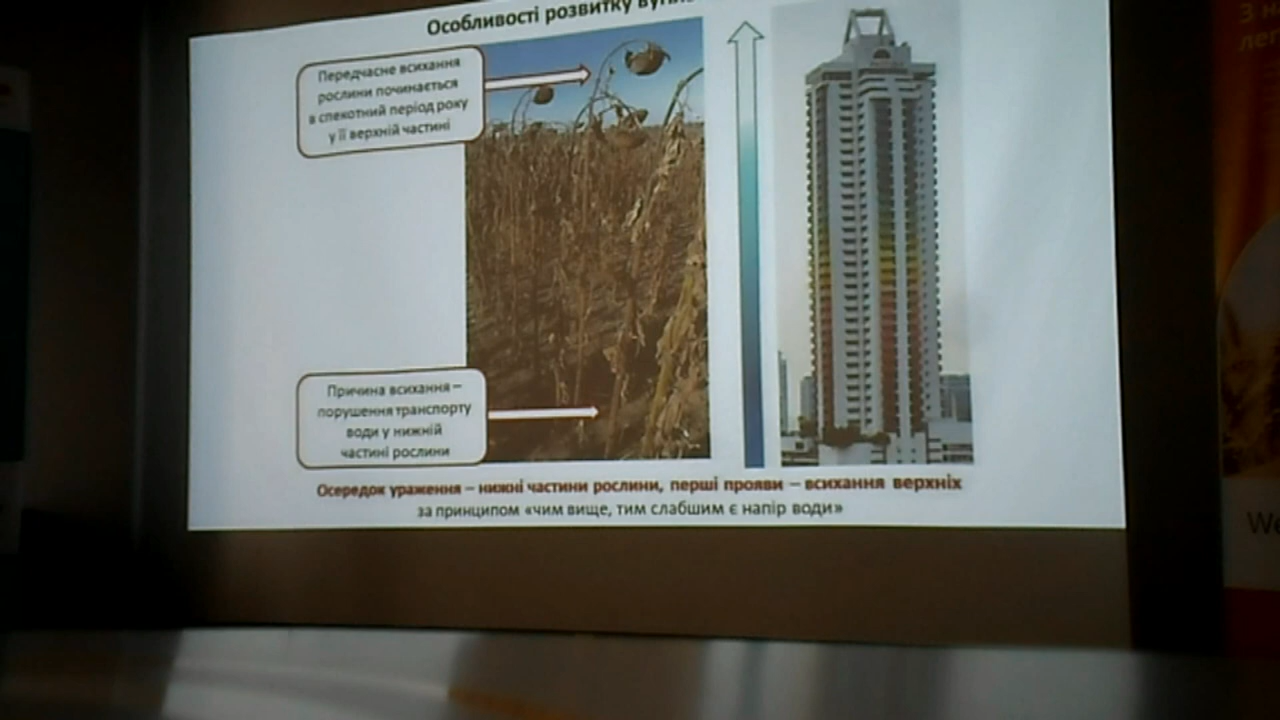 Особливості розвитку
Передчасне всихання
рослини починається
в спекотний період року
у її верхній частині
Причина всихання –
порушення транспорту
води у нижній
частині рослини
Осередок ураження – нижні частини рослини, перші прояви – всихання верхніх
за принципом «чим вище, тим слабшим є напір води»